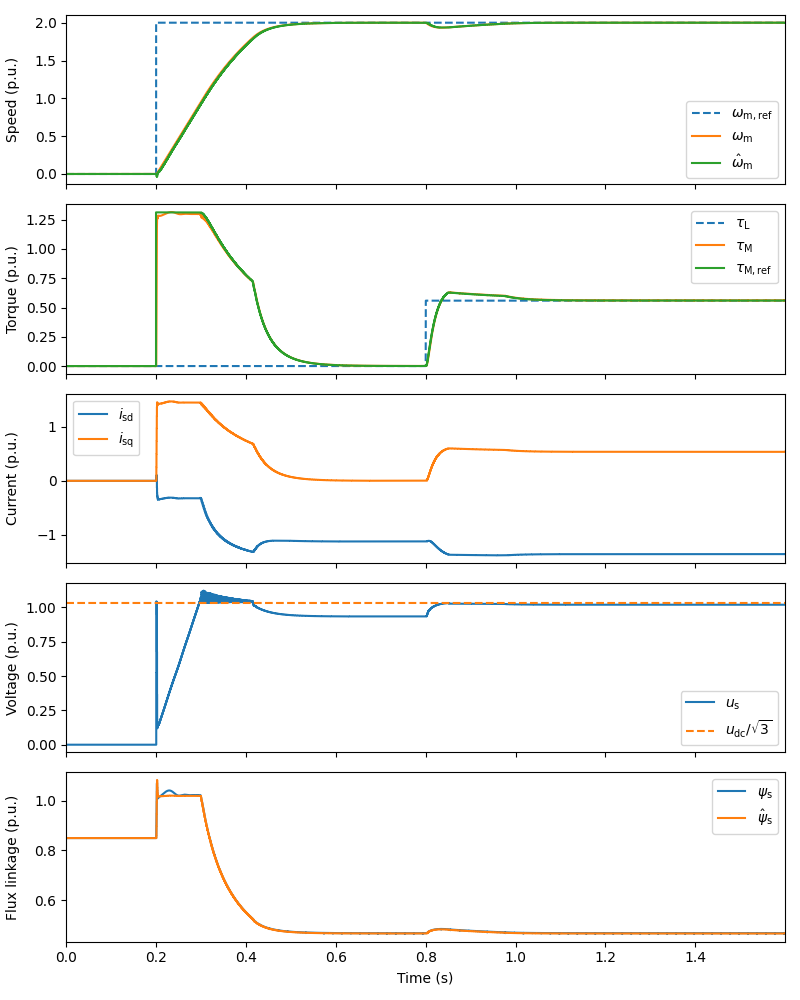 2.0
1.5
1.0
0.5
0.0
Speed (p.u.)
ω_m,ref
ω_m
ω̂_m
1.25
1.00
0.75
0.50
0.25
0.00
Torque (p.u.)
τ_L
τ_M
τ_M,ref
1
0
−1
Current (p.u.)
i_sd
i_sq
1.00
0.75
0.50
0.25
0.00
Voltage (p.u.)
u_s
u_dc/√3
1.0
0.8
0.6
Flux linkage (p.u.)
ψ_s
ψ̂_s
0.0 0.2 0.4 0.6 0.8 1.0 1.2 1.4
Time (s)